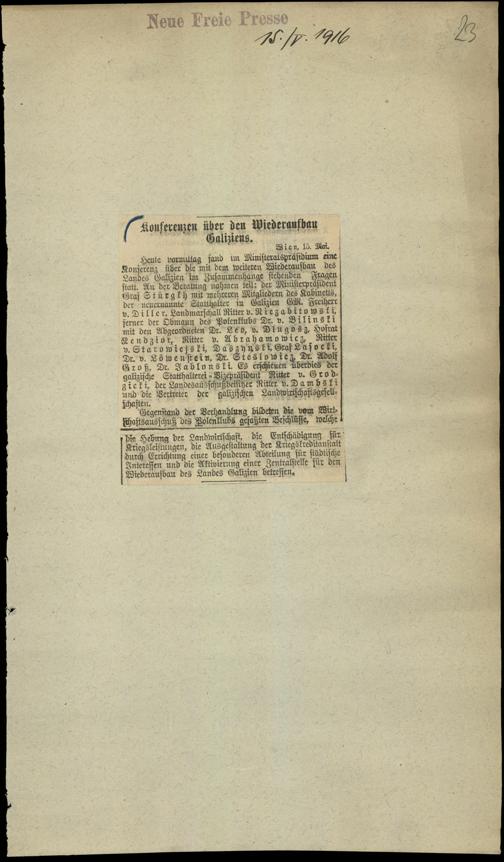 Neue Freie Presse
15./V. 1916
23
Konferenzen über den Wiederaufbau
Galiziens.
Wien, 15. Mai.
Heute vormittag fand im Ministerratspräsidium eine
Konferenz über die mit dem weiteren Wiederaufbau des
Landes Galizien im Zusammenhange stehenden Fragen
statt. An der Beratung nahmen teil: der Ministerpräsident
Graf Stürgkh mit mehreren Mitgliedern des Kabinetts,
der neuernannte Statthalter in Galizien GM. Freiherr
v. Diller, Landmarschall Ritter v. Niezabitowski,
ferner der Obmann des Polenklubs Dr. v. Bilinski
mit den Abgeordneten Dr. Leo, v. Dlugosz, Hofrat
Kendzior, Ritter v. Abrahamowicz, Ritter
v. Starowiejski, Daszynski, Graf Lasocki,
Dr. v. Löwenstein, Dr. Steslowicz, Dr. Adolf
Groß, Dr. Jablonski. Es erschienen überdies der
galizische Statthalterei-Vizepräsident Ritter v. Grod-
zicki, der Landesausschußbeisitzer Ritter v. Dambski
und die Vertreter der galizischen Landwirtschaftsgesell-
schaften.
Gegenstand der Verhandlung bildeten die vom Wirt-
schaftsausschuß des Polenklubs gefaßten Beschlüsse, welche
die Hebung der Landwirtschaft, die Entschädigung für
Kriegsleistungen, die Ausgestaltung der Kriegskreditanstalt
durch Errichtung einer besonderen Abteilung für städtische
Interessen und die Aktivierung einer Zentralstelle für den
Wiederaufbau des Landes Galizien betreffen.